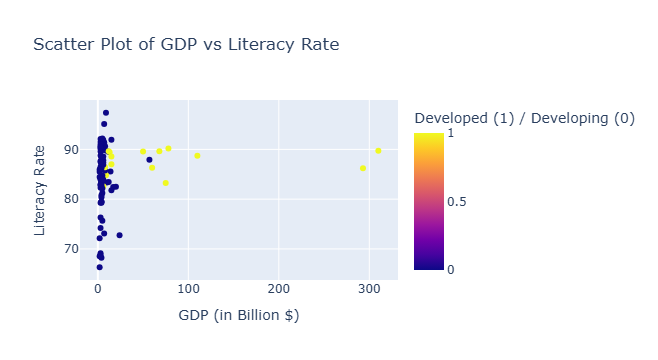 Scatter Plot of GDP vs Literacy Rate
Developed (1) / Developing (0)
1
0.5
0
90
80
70
Literacy Rate
0
100
200
300
GDP (in Billion $)